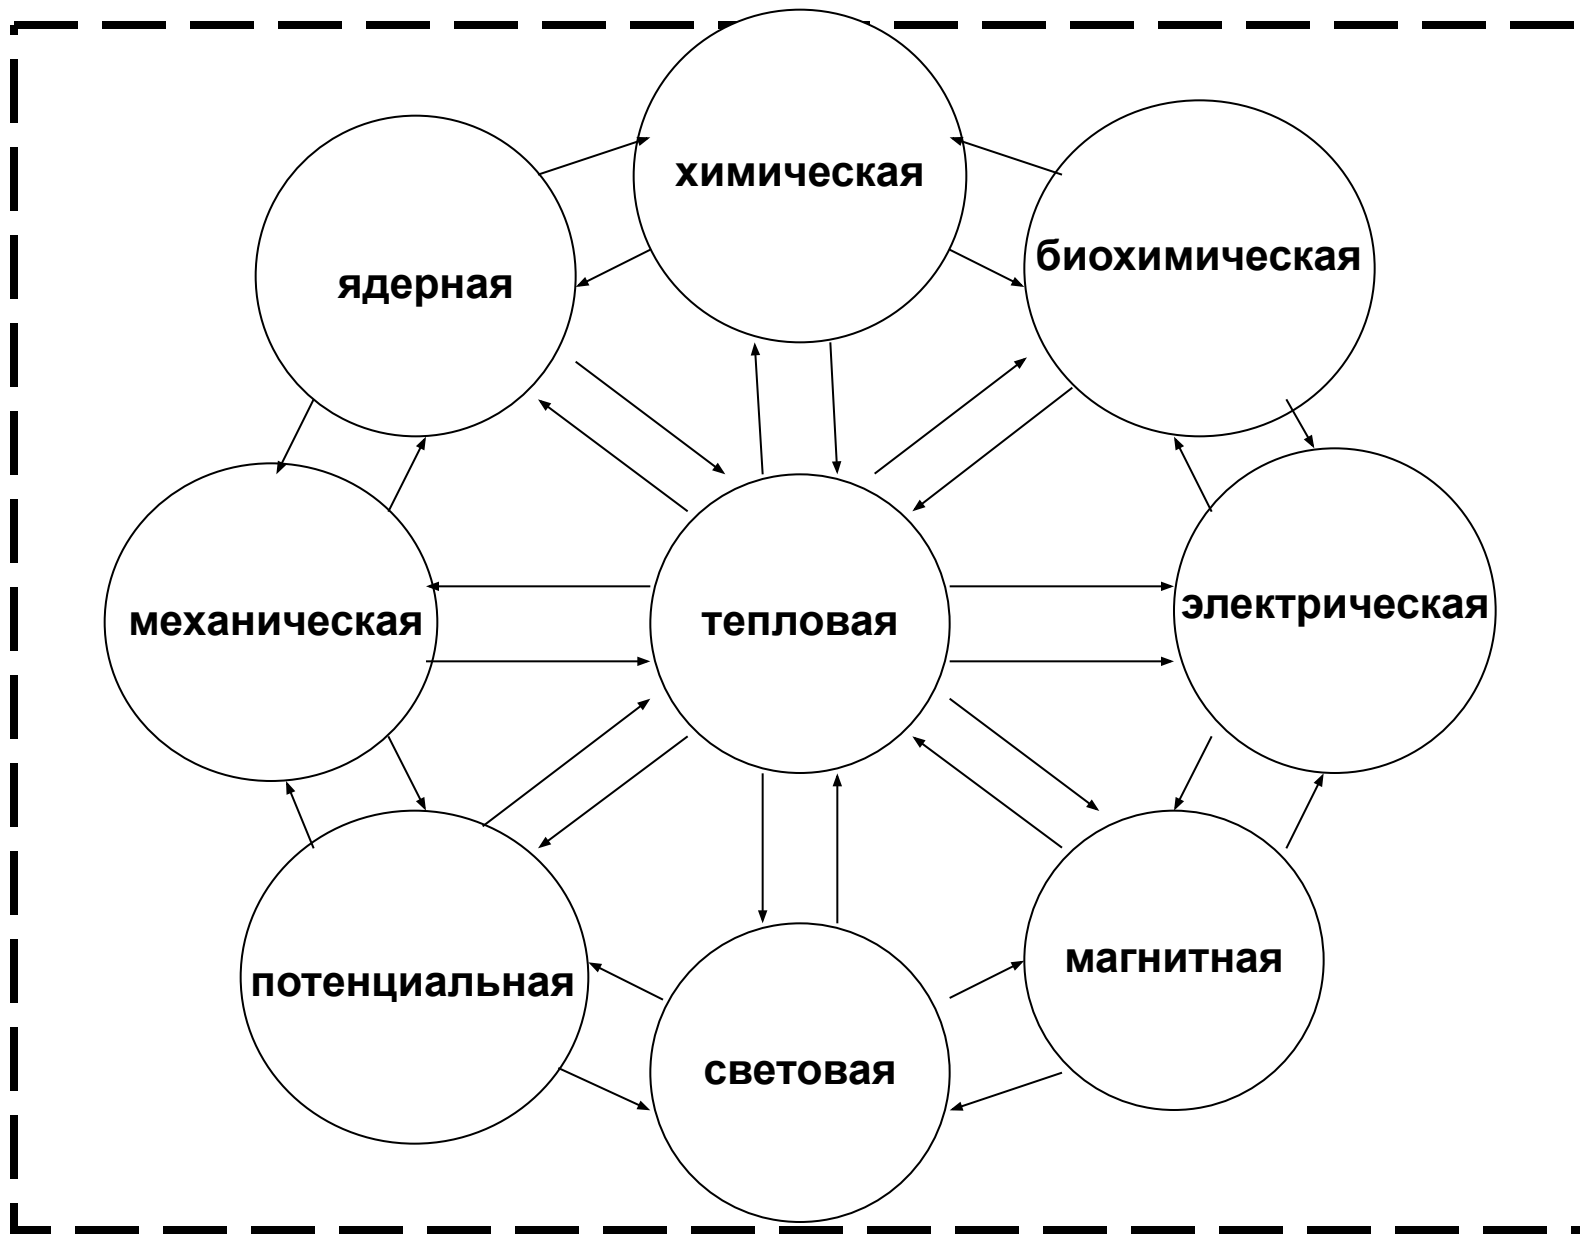 химическая
биохимическая
ядерная
механическая
тепловая
электрическая
потенциальная
магнитная
световая